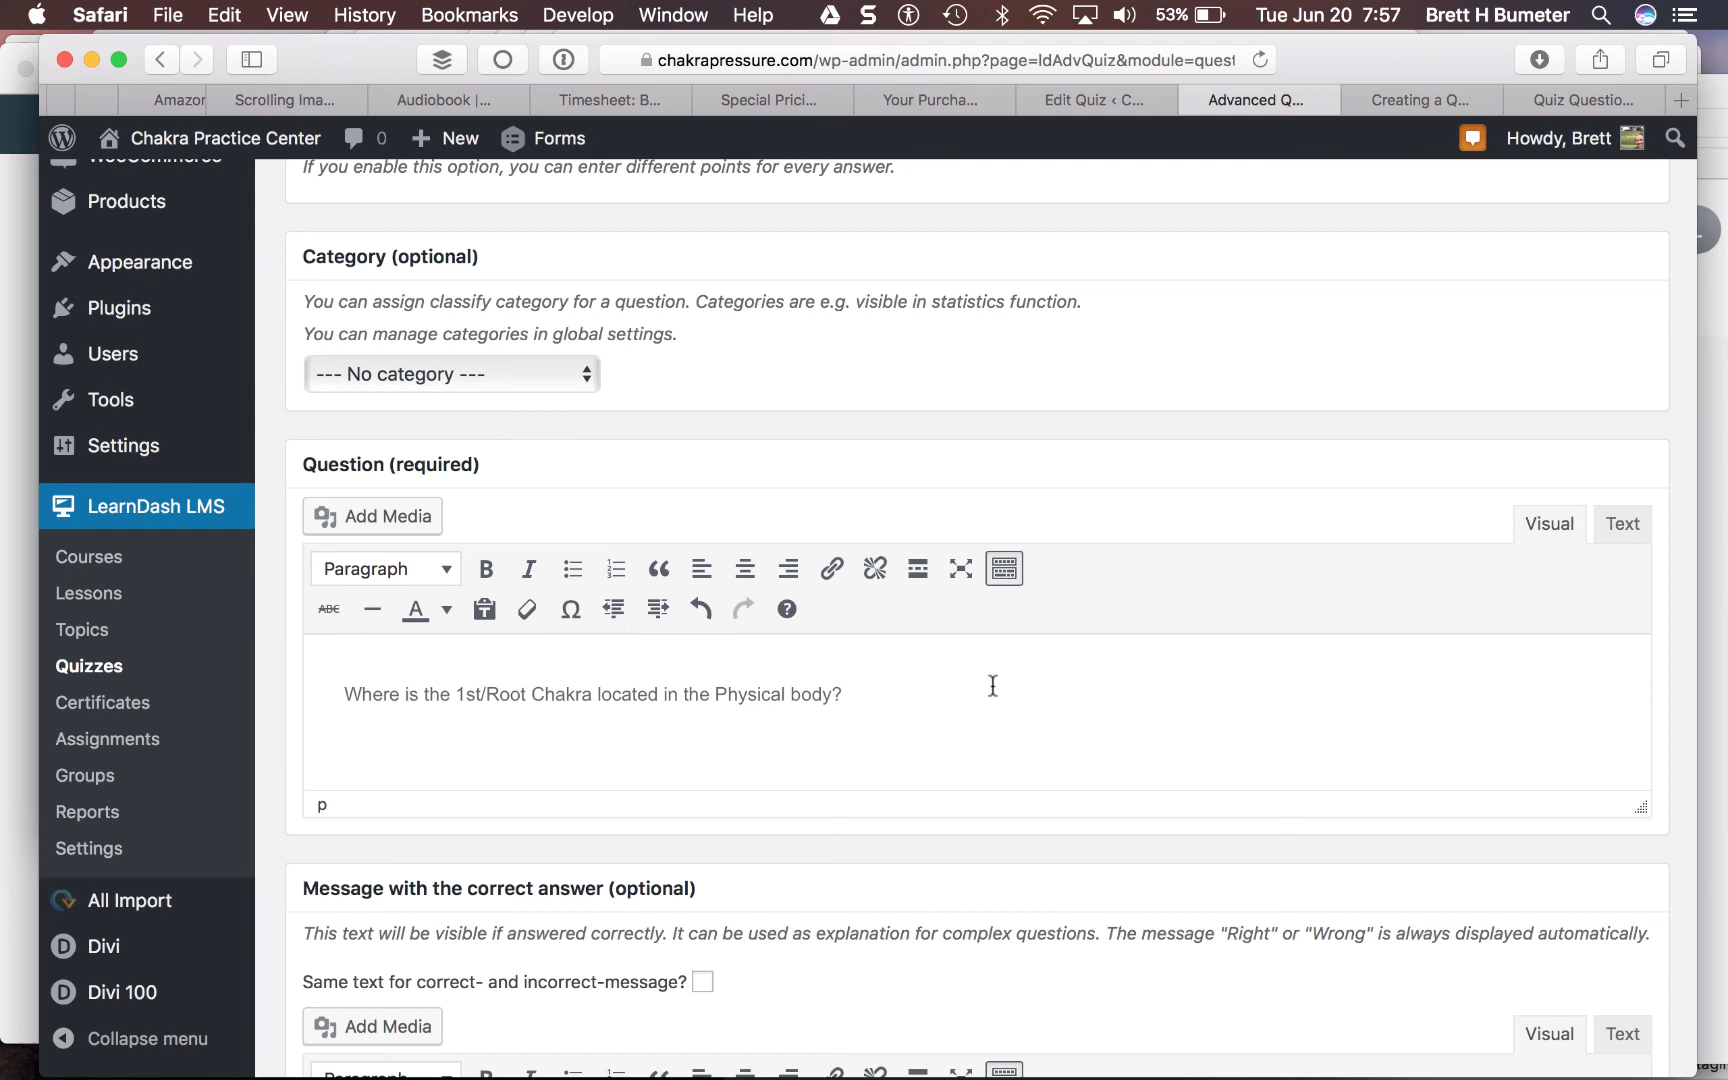 Safari File Edit View History Bookmarks Develop Window Help 53% Tue Jun 20 7:57 Brett H Bumeter
chakrapressure.com/wp-admin/admin.php?page=ldAdvQuiz&module=quest
Amazor Scrolling Ima... Audiobook |... Timesheet: B... Special Prici... Your Purcha... Edit Quiz ‹ C... Advanced Q... Creating a Q... Quiz Questio...
Chakra Practice Center 0 New Forms Howdy, Brett
WooCommerce
Products
Appearance
Plugins
Users
Tools
Settings
LearnDash LMS
Courses
Lessons
Topics
Quizzes
Certificates
Assignments
Groups
Reports
Settings
All Import
Divi
Divi 100
Collapse menu
If you enable this option, you can enter different points for every answer.
Category (optional)
You can assign classify category for a question. Categories are e.g. visible in statistics function.
You can manage categories in global settings.
--- No category ---
Question (required)
Add Media
Visual Text
Paragraph
ABC
Where is the 1st/Root Chakra located in the Physical body?
p
Message with the correct answer (optional)
This text will be visible if answered correctly. It can be used as explanation for complex questions. The message "Right" or "Wrong" is always displayed automatically.
Same text for correct- and incorrect-message?
Add Media
Visual Text
Paragraph